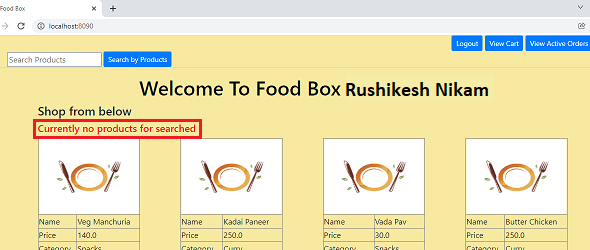 Food Box
localhost:8090
Logout View Cart View Active Orders
Search Products Search by Products
Welcome To Food Box Rushikesh Nikam
Shop from below
Currently no products for searched
Name Veg Manchuria Name Kadai Paneer Name Vada Pav Name Butter Chicken
Price 140.0 Price 250.0 Price 30.0 Price 250.0
Category Snacks Category Curry Category Snacks Category Curry